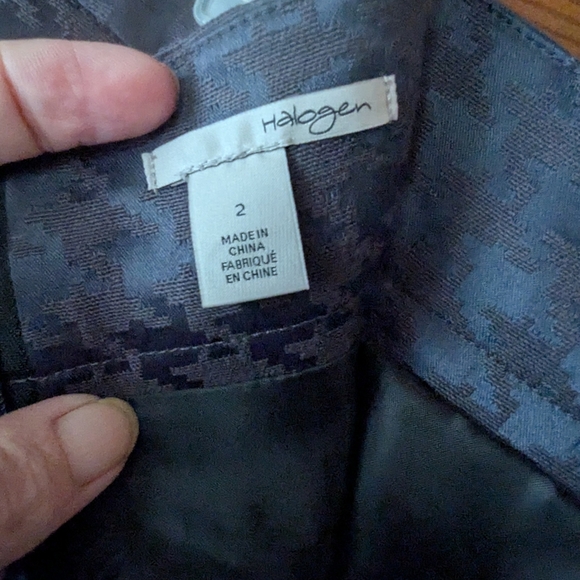 Halogen
2
MADE IN
CHINA
FABRIQUÉ
EN CHINE